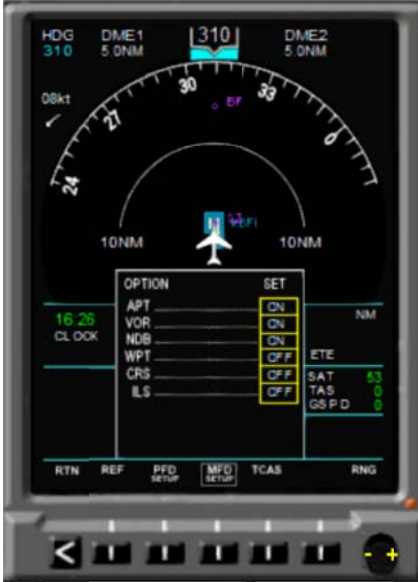 HDG DME1 310 DME2
310 5.0NM 5.0NM
08kt
24 27 30 33 0
BF
KBFI
10NM 10NM
OPTION SET
APT ON
VOR ON
NDB ON
WPT OFF
CRS OFF
ILS OFF
16:26
CLOCK
NM
ETE
SAT 53
TAS 0
GSPD 0
RTN REF PFD SETUP MFD SETUP TCAS RNG
< - +